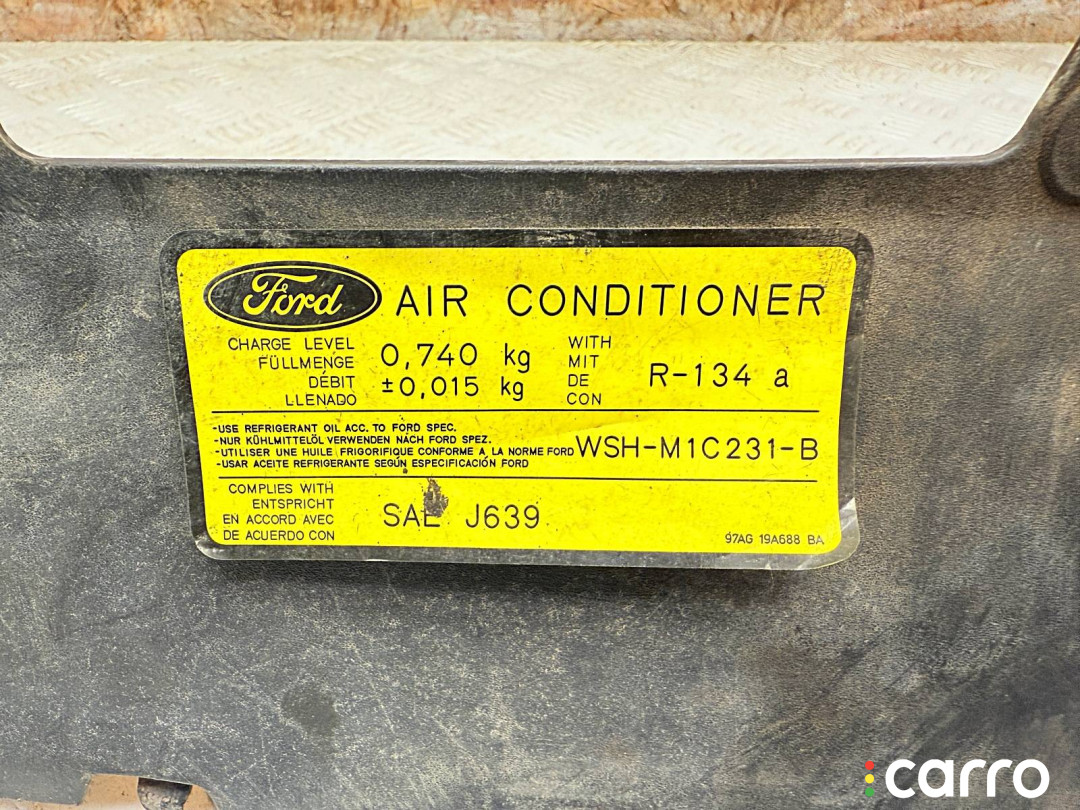 Ford AIR CONDITIONER
CHARGE LEVEL
FÜLLMENGE
DÉBIT
LLENADO
0,740 kg
±0,015 kg
WITH
MIT
DE
CON
R-134 a
-USE REFRIGERANT OIL ACC. TO FORD SPEC.
-NUR KÜHLMITTELÖL VERWENDEN NACH FORD SPEZ.
-UTILISER UNE HUILE FRIGORIFIQUE CONFORME A LA NORME FORD
-USAR ACEITE REFRIGERANTE SEGÚN ESPECIFICACIÓN FORD
WSH-M1C231-B
COMPLIES WITH
ENTSPRICHT
EN ACCORD AVEC
DE ACUERDO CON
SAE J639
97AG 19A688 BA
carro